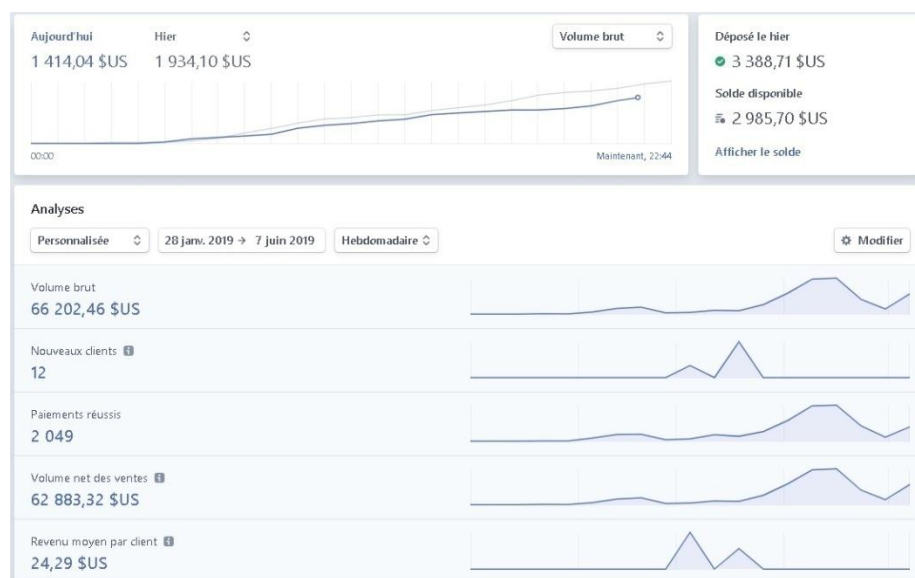 Aujourd'hui Hier Volume brut
1 414,04 $US 1 934,10 $US
00:00 Maintenant, 22:44
Déposé le hier
3 388,71 $US
Solde disponible
2 985,70 $US
Afficher le solde
Analyses
Personnalisée 28 janv. 2019 → 7 juin 2019 Hebdomadaire Modifier
Volume brut
66 202,46 $US
Nouveaux clients
12
Paiements réussis
2 049
Volume net des ventes
62 883,32 $US
Revenu moyen par client
24,29 $US